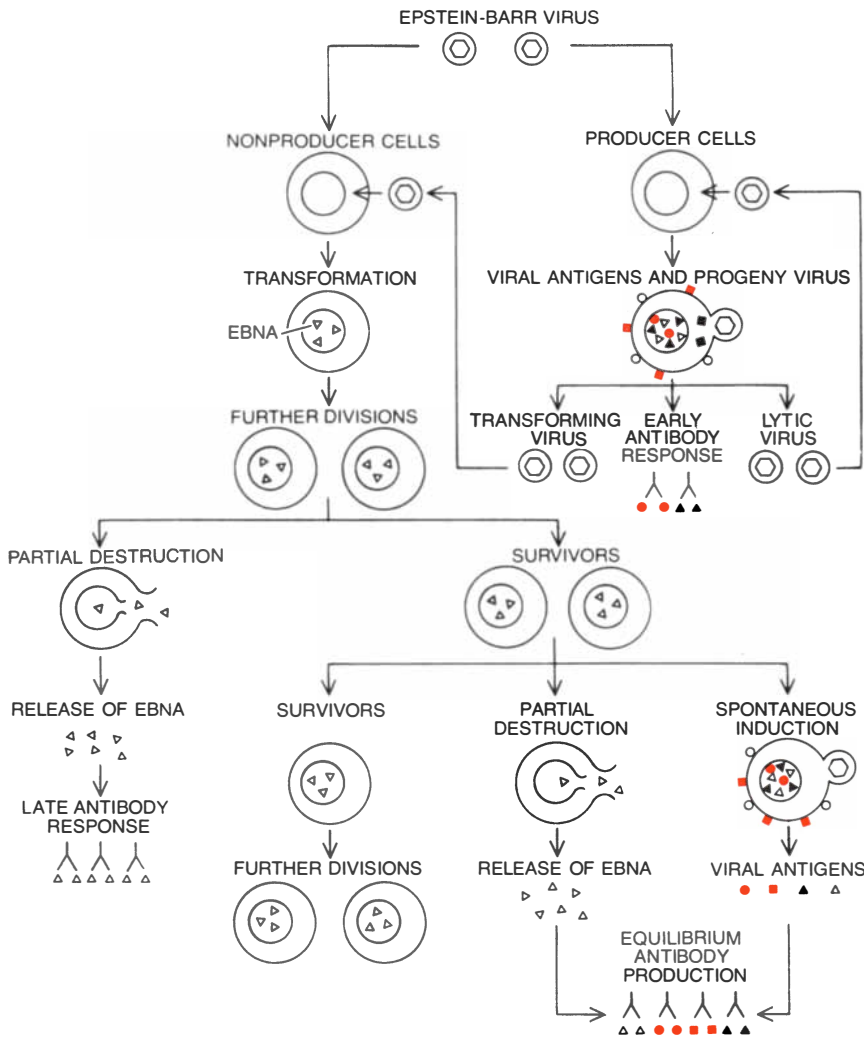 EPSTEIN-BARR VIRUS
NONPRODUCER CELLS
PRODUCER CELLS
TRANSFORMATION
VIRAL ANTIGENS AND PROGENY VIRUS
EBNA
FURTHER DIVISIONS
TRANSFORMING
VIRUS
EARLY
ANTIBODY
RESPONSE
LYTIC
VIRUS
PARTIAL DESTRUCTION
SURVIVORS
RELEASE OF EBNA
SURVIVORS
PARTIAL
DESTRUCTION
SPONTANEOUS
INDUCTION
LATE ANTIBODY
RESPONSE
FURTHER DIVISIONS
RELEASE OF EBNA
VIRAL ANTIGENS
EQUILIBRIUM
ANTIBODY
PRODUCTION